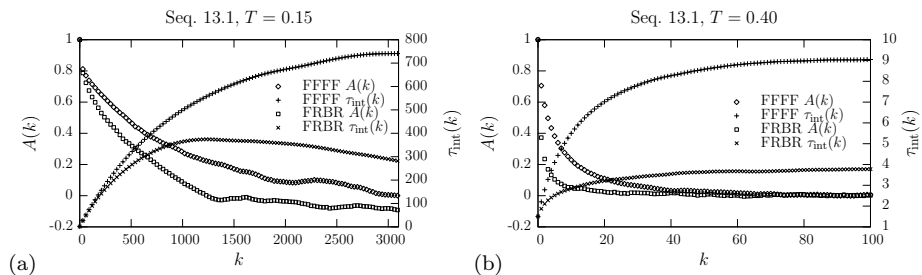 Seq. 13.1, T = 0.15
1
0.8
0.6
0.4
0.2
0
-0.2
A(k)
800
700
600
500
400
300
200
100
0
τint(k)
FFFF A(k)
FFFF τint(k)
FRBR A(k)
FRBR τint(k)
0 500 1000 1500 2000 2500 3000
k
(a)
Seq. 13.1, T = 0.40
1
0.8
0.6
0.4
0.2
0
-0.2
A(k)
10
9
8
7
6
5
4
3
2
1
τint(k)
FFFF A(k)
FFFF τint(k)
FRBR A(k)
FRBR τint(k)
0 20 40 60 80 100
k
(b)